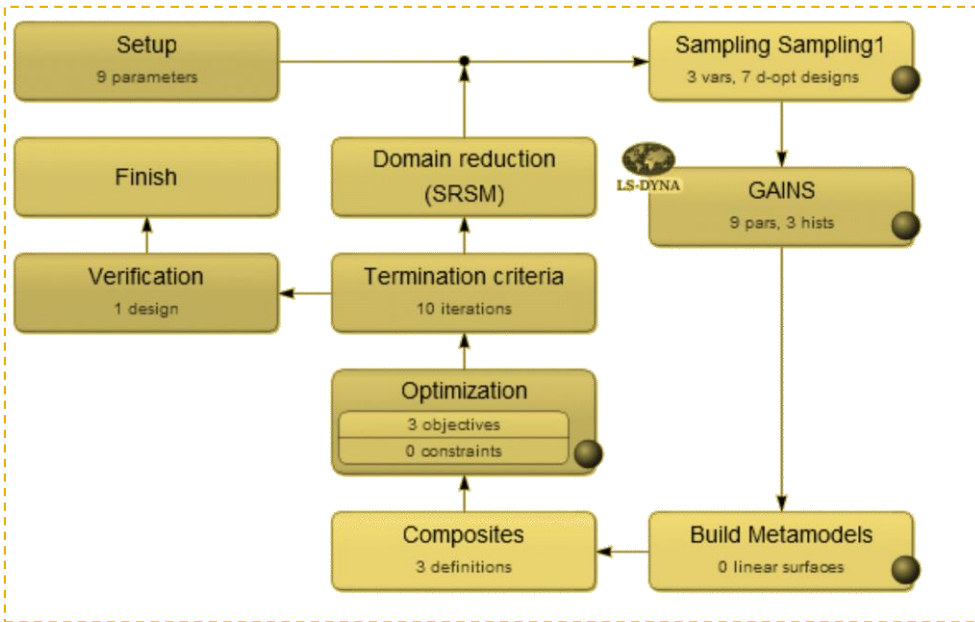 Setup
9 parameters
Sampling Sampling1
3 vars, 7 d-opt designs
Finish
Domain reduction
(SRSM)
LS-DYNA
GAINS
9 pars, 3 hists
Verification
1 design
Termination criteria
10 iterations
Optimization
3 objectives
0 constraints
Composites
3 definitions
Build Metamodels
0 linear surfaces